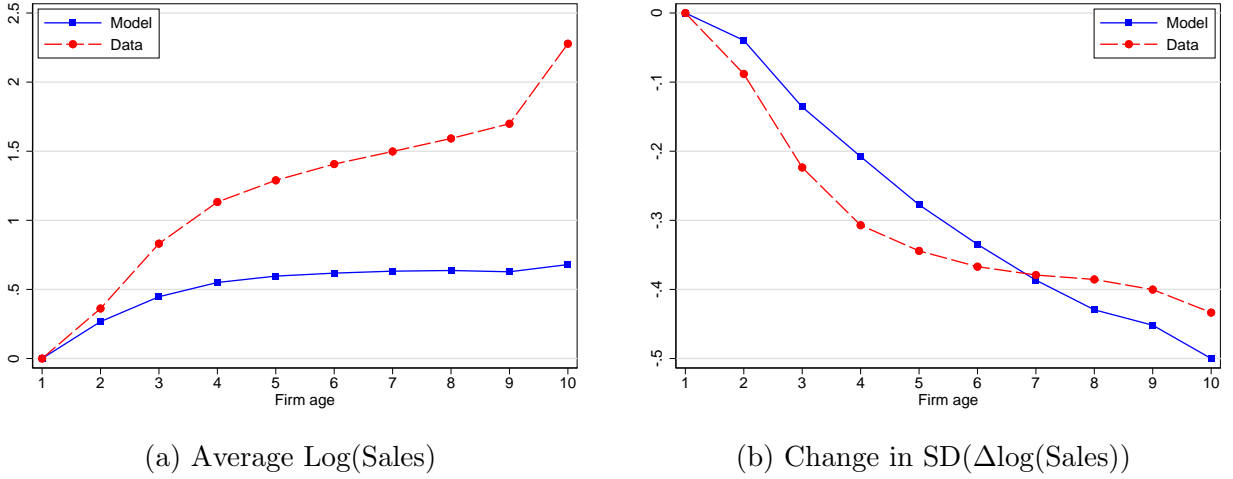 2.5
2
1.5
1
.5
0
Model
Data
1 2 3 4 5 6 7 8 9 10
Firm age
(a) Average Log(Sales)
0
-.1
-.2
-.3
-.4
-.5
Model
Data
1 2 3 4 5 6 7 8 9 10
Firm age
(b) Change in SD(Δlog(Sales))